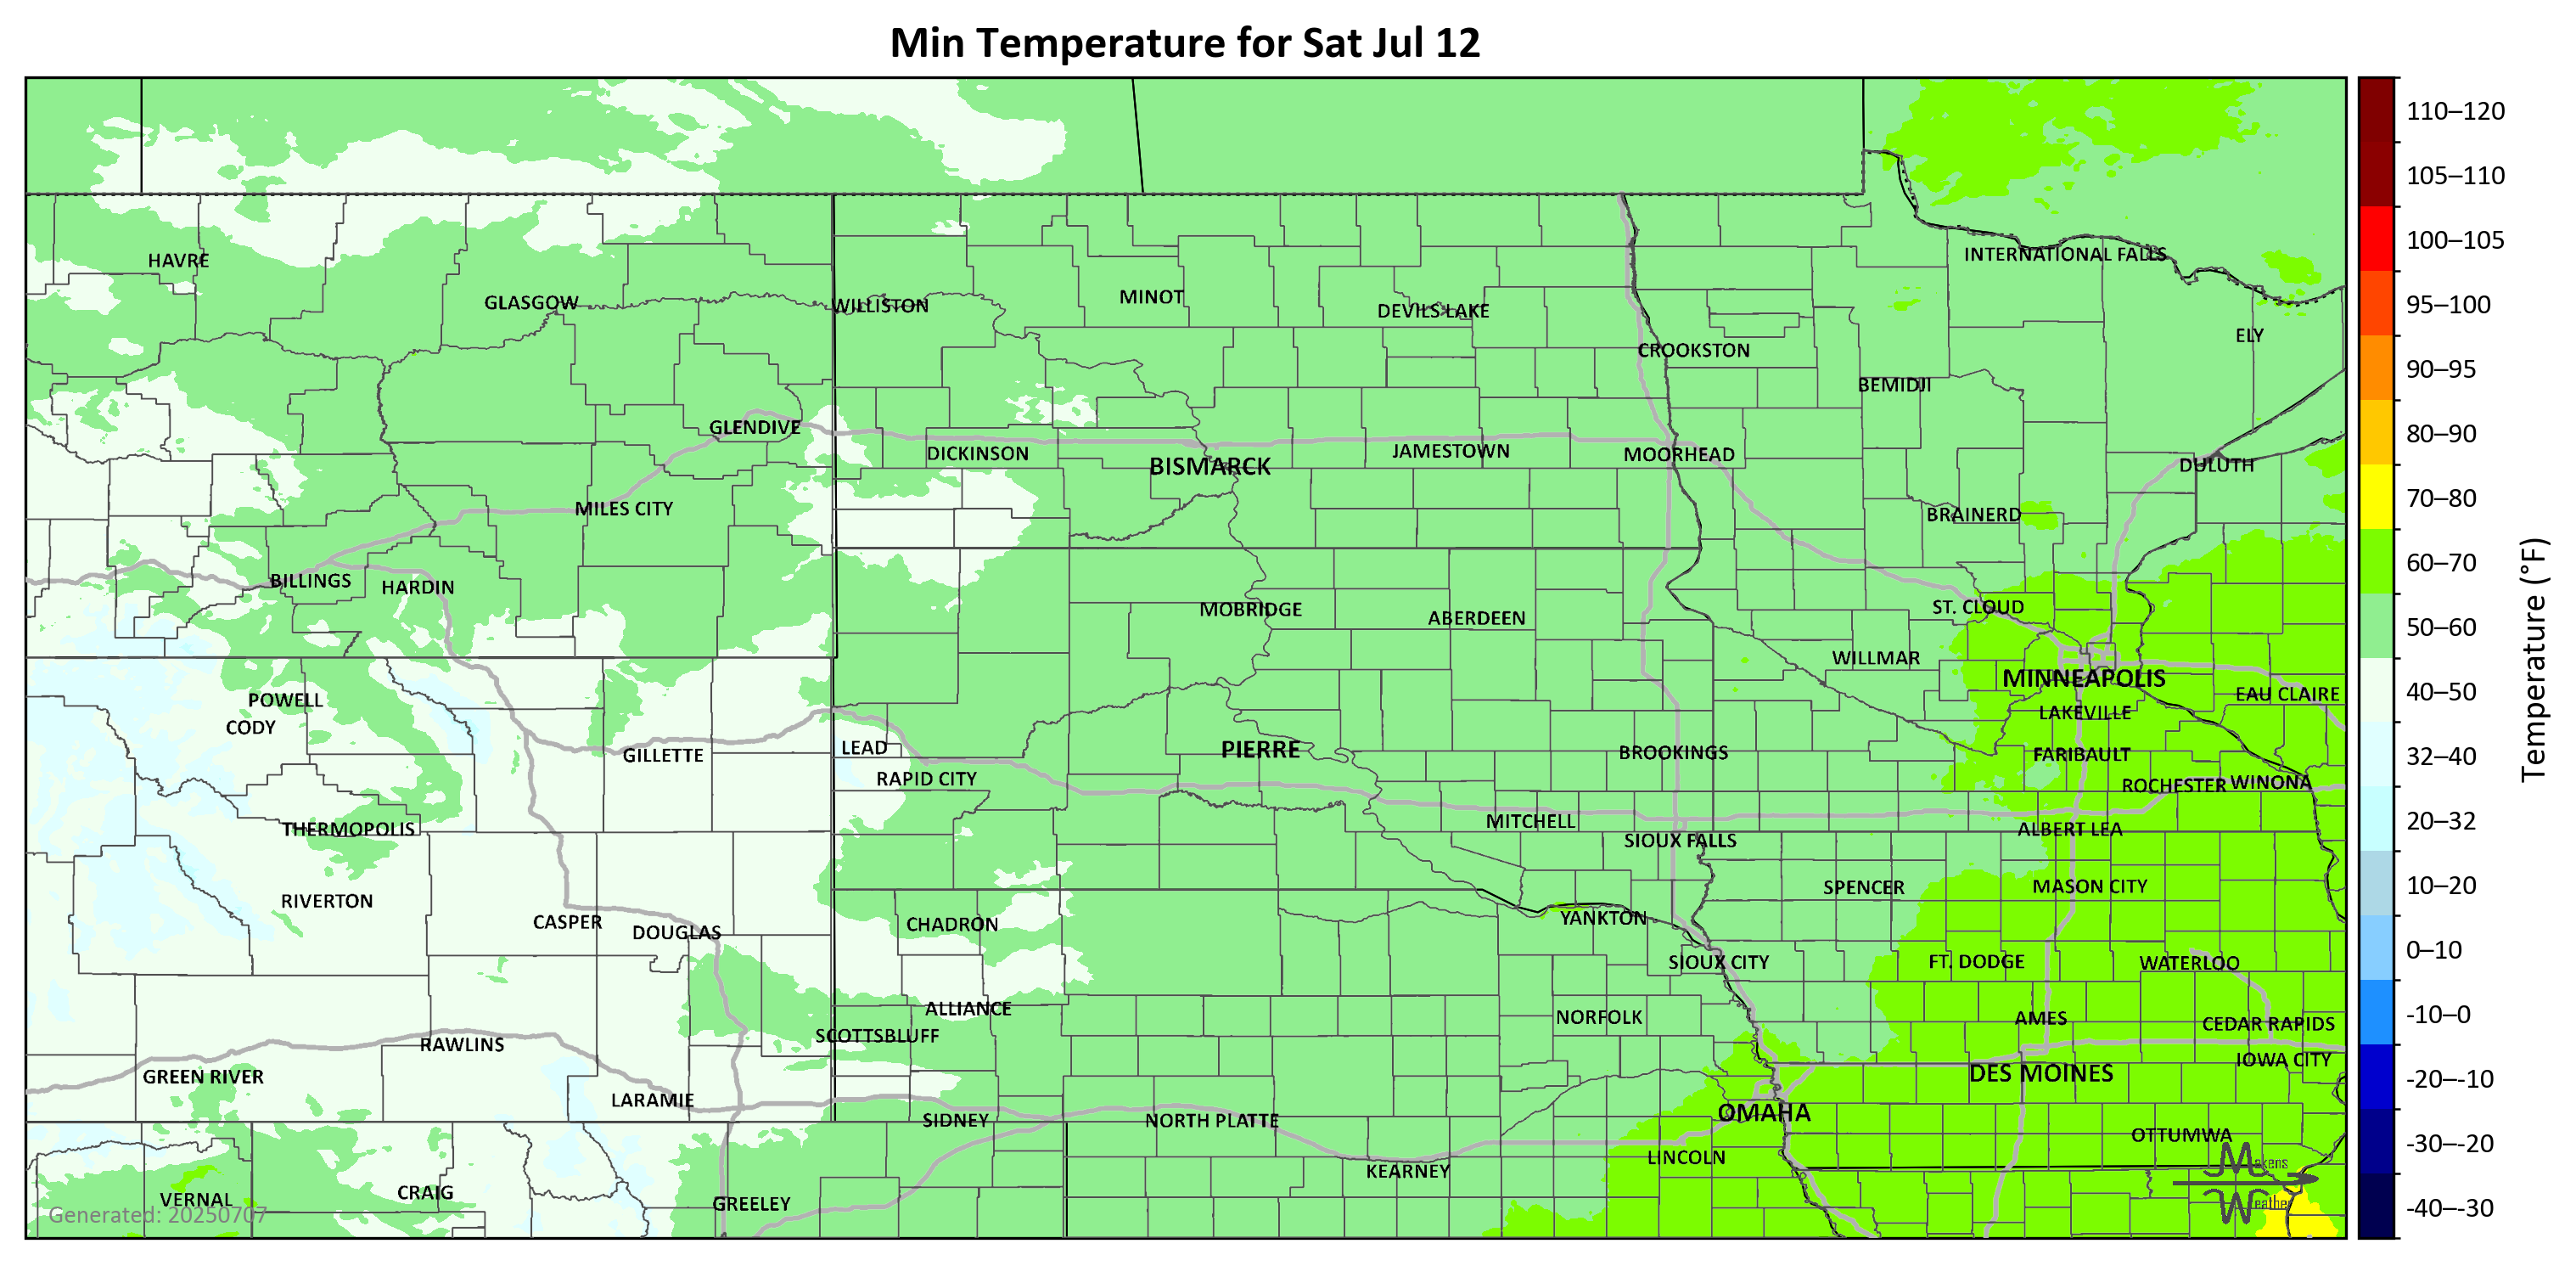 Min Temperature for Sat Jul 12
110–120
105–110
100–105
95–100
90–95
80–90
70–80
60–70
50–60
40–50
32–40
20–32
10–20
0–10
-10–0
-20–-10
-30–-20
-40–-30
Temperature (°F)
HAVRE
GLASGOW
WILLISTON
MINOT
DEVILS LAKE
INTERNATIONAL FALLS
ELY
CROOKSTON
BEMIDJI
GLENDIVE
DICKINSON
BISMARCK
JAMESTOWN
MOORHEAD
DULUTH
MILES CITY
BRAINERD
BILLINGS
HARDIN
MOBRIDGE
ABERDEEN
ST. CLOUD
WILLMAR
MINNEAPOLIS
EAU CLAIRE
POWELL
CODY
LAKEVILLE
GILLETTE
LEAD
PIERRE
BROOKINGS
FARIBAULT
RAPID CITY
ROCHESTER
WINONA
THERMOPOLIS
MITCHELL
SIOUX FALLS
ALBERT LEA
RIVERTON
SPENCER
MASON CITY
CASPER
DOUGLAS
CHADRON
YANKTON
SIOUX CITY
FT. DODGE
WATERLOO
ALLIANCE
NORFOLK
AMES
CEDAR RAPIDS
SCOTTSBLUFF
RAWLINS
IOWA CITY
GREEN RIVER
DES MOINES
LARAMIE
SIDNEY
NORTH PLATTE
OMAHA
OTTUMWA
LINCOLN
KEARNEY
VERNAL
CRAIG
GREELEY
Makens
Weather
Generated: 20250707